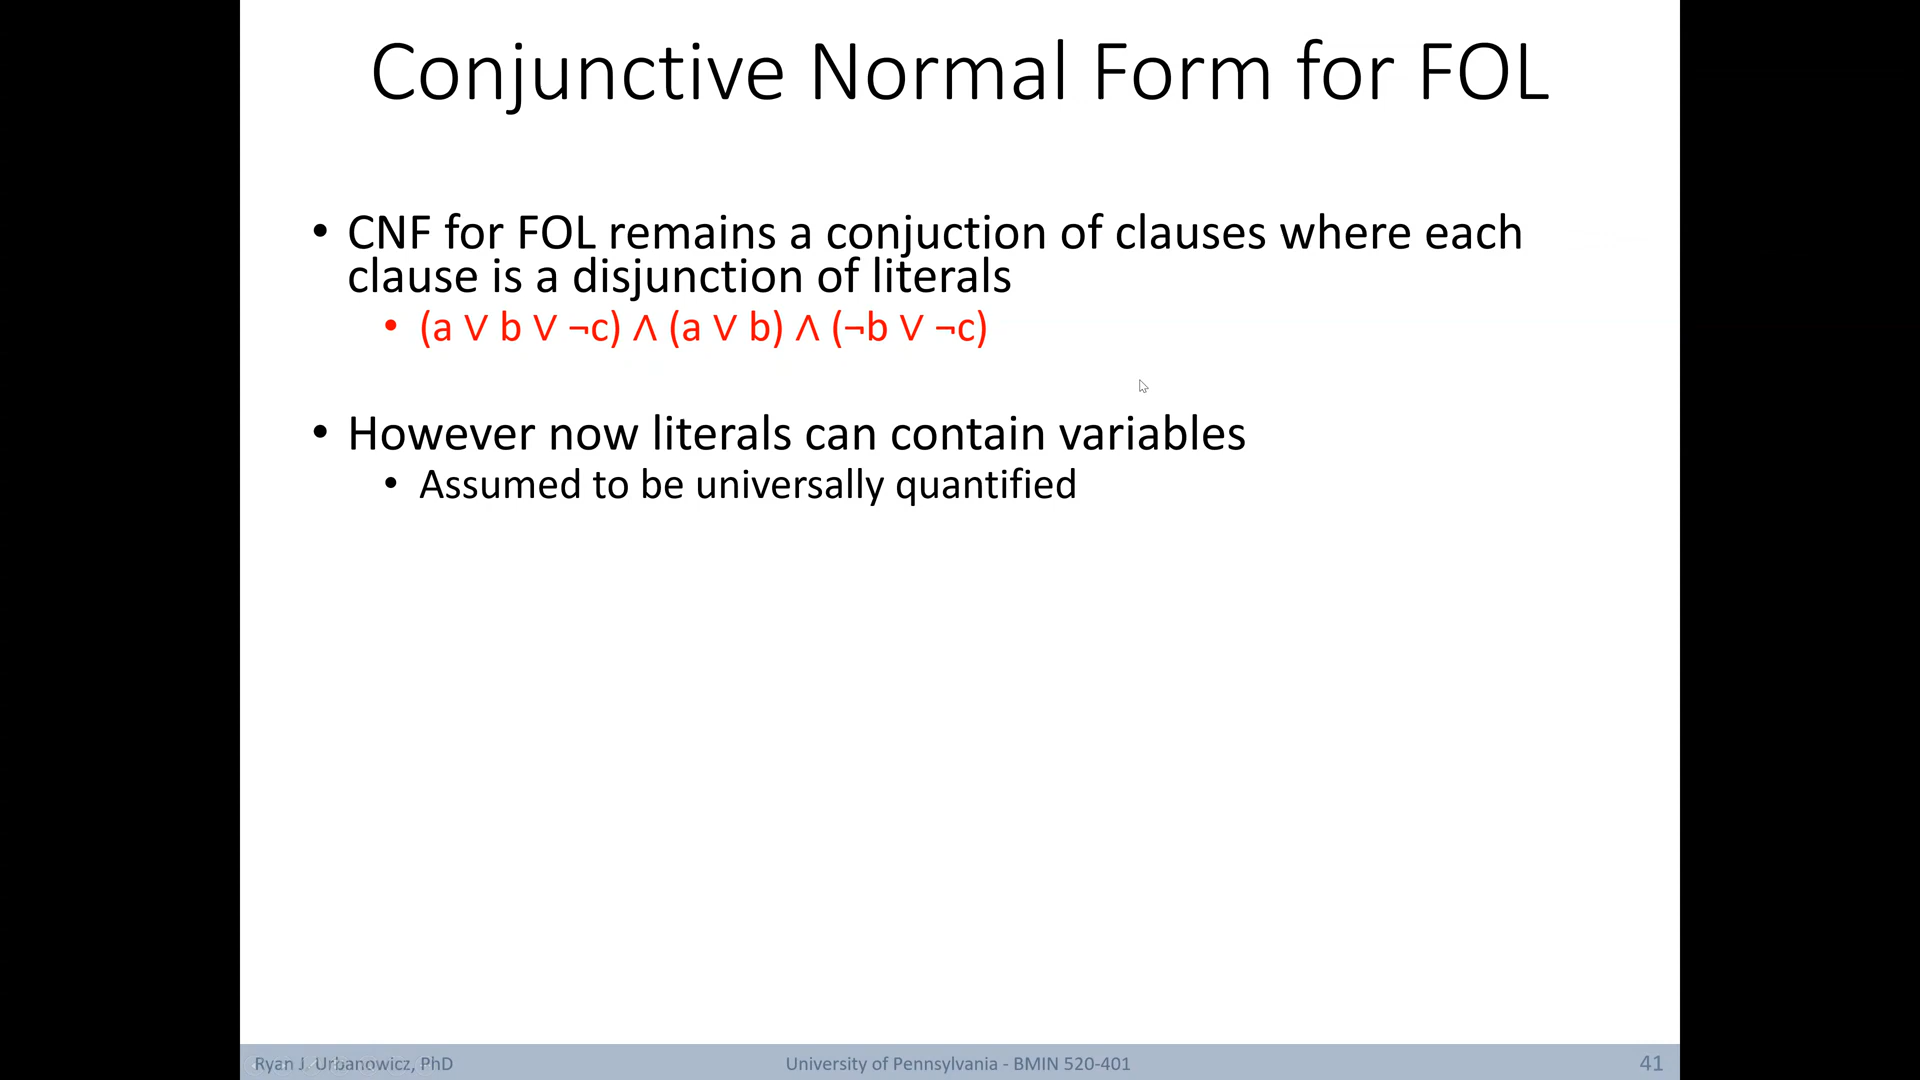 Conjunctive Normal Form for FOL
• CNF for FOL remains a conjuction of clauses where each
clause is a disjunction of literals
• (a ∨ b ∨ ¬c) ∧ (a ∨ b) ∧ (¬b ∨ ¬c)
• However now literals can contain variables
• Assumed to be universally quantified
Ryan J. Urbanowicz, PhD
University of Pennsylvania - BMIN 520-401
41